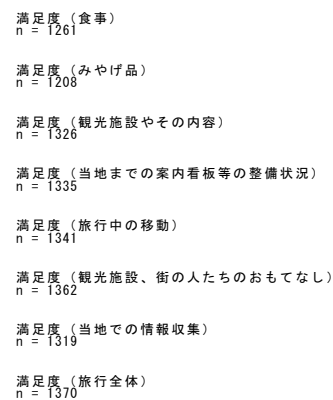 満足度（食事）
n = 1261
満足度（みやげ品）
n = 1208
満足度（観光施設やその内容）
n = 1326
満足度（当地までの案内看板等の整備状況）
n = 1335
満足度（旅行中の移動）
n = 1341
満足度（観光施設、街の人たちのおもてなし）
n = 1362
満足度（当地での情報収集）
n = 1319
満足度（旅行全体）
n = 1370